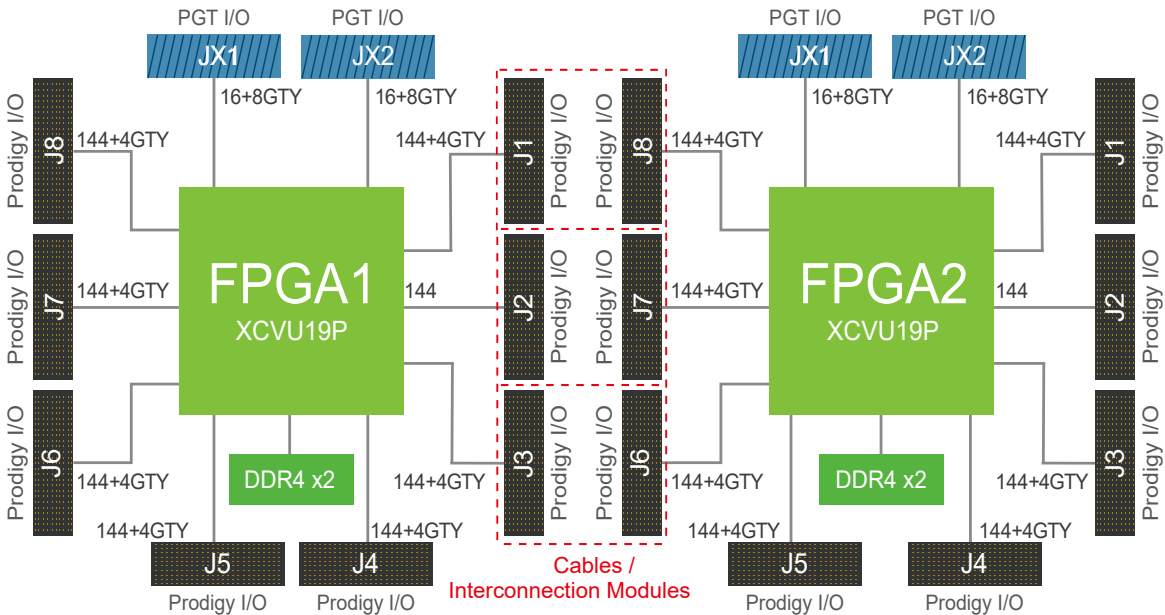 PGT I/O
PGT I/O
PGT I/O
PGT I/O
JX1
JX2
JX1
JX2
16+8GTY
16+8GTY
16+8GTY
16+8GTY
Prodigy I/O
J8
144+4GTY
144+4GTY
J1
Prodigy I/O
Prodigy I/O
J8
144+4GTY
144+4GTY
J1
Prodigy I/O
FPGA1
XCVU19P
FPGA2
XCVU19P
Prodigy I/O
J7
144+4GTY
144
J2
Prodigy I/O
Prodigy I/O
J7
144+4GTY
144
J2
Prodigy I/O
Prodigy I/O
J6
144+4GTY
DDR4 x2
144+4GTY
J3
Prodigy I/O
Prodigy I/O
J6
144+4GTY
DDR4 x2
144+4GTY
J3
Prodigy I/O
144+4GTY
144+4GTY
144+4GTY
144+4GTY
J5
J4
J5
J4
Prodigy I/O
Prodigy I/O
Prodigy I/O
Prodigy I/O
Cables /
Interconnection Modules